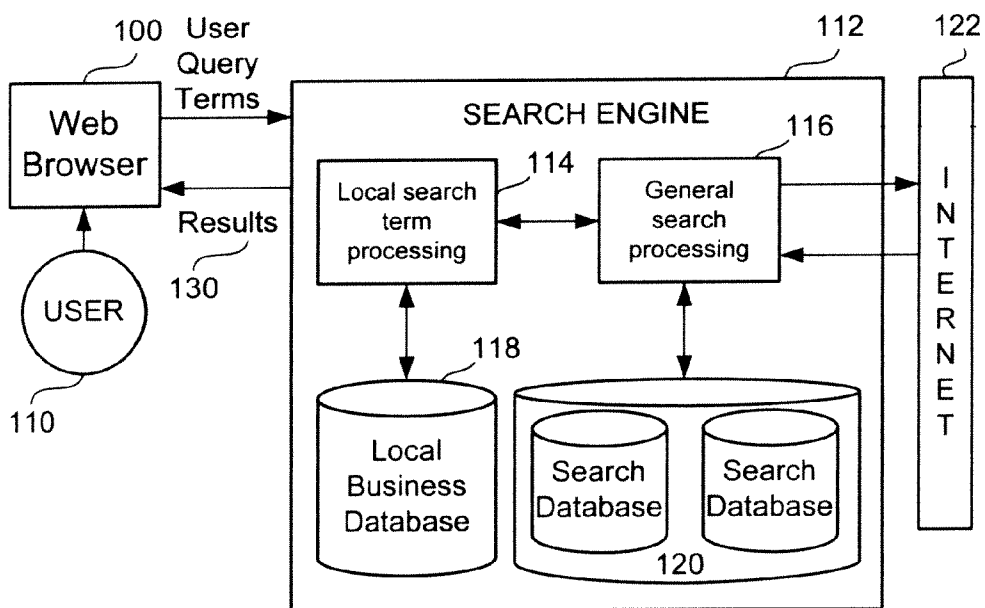 100
User
Query
Terms
Web
Browser
Results
130
USER
110
112
SEARCH ENGINE
114
Local search
term
processing
116
General
search
processing
118
Local
Business
Database
Search
Database
Search
Database
120
122
INTERNET